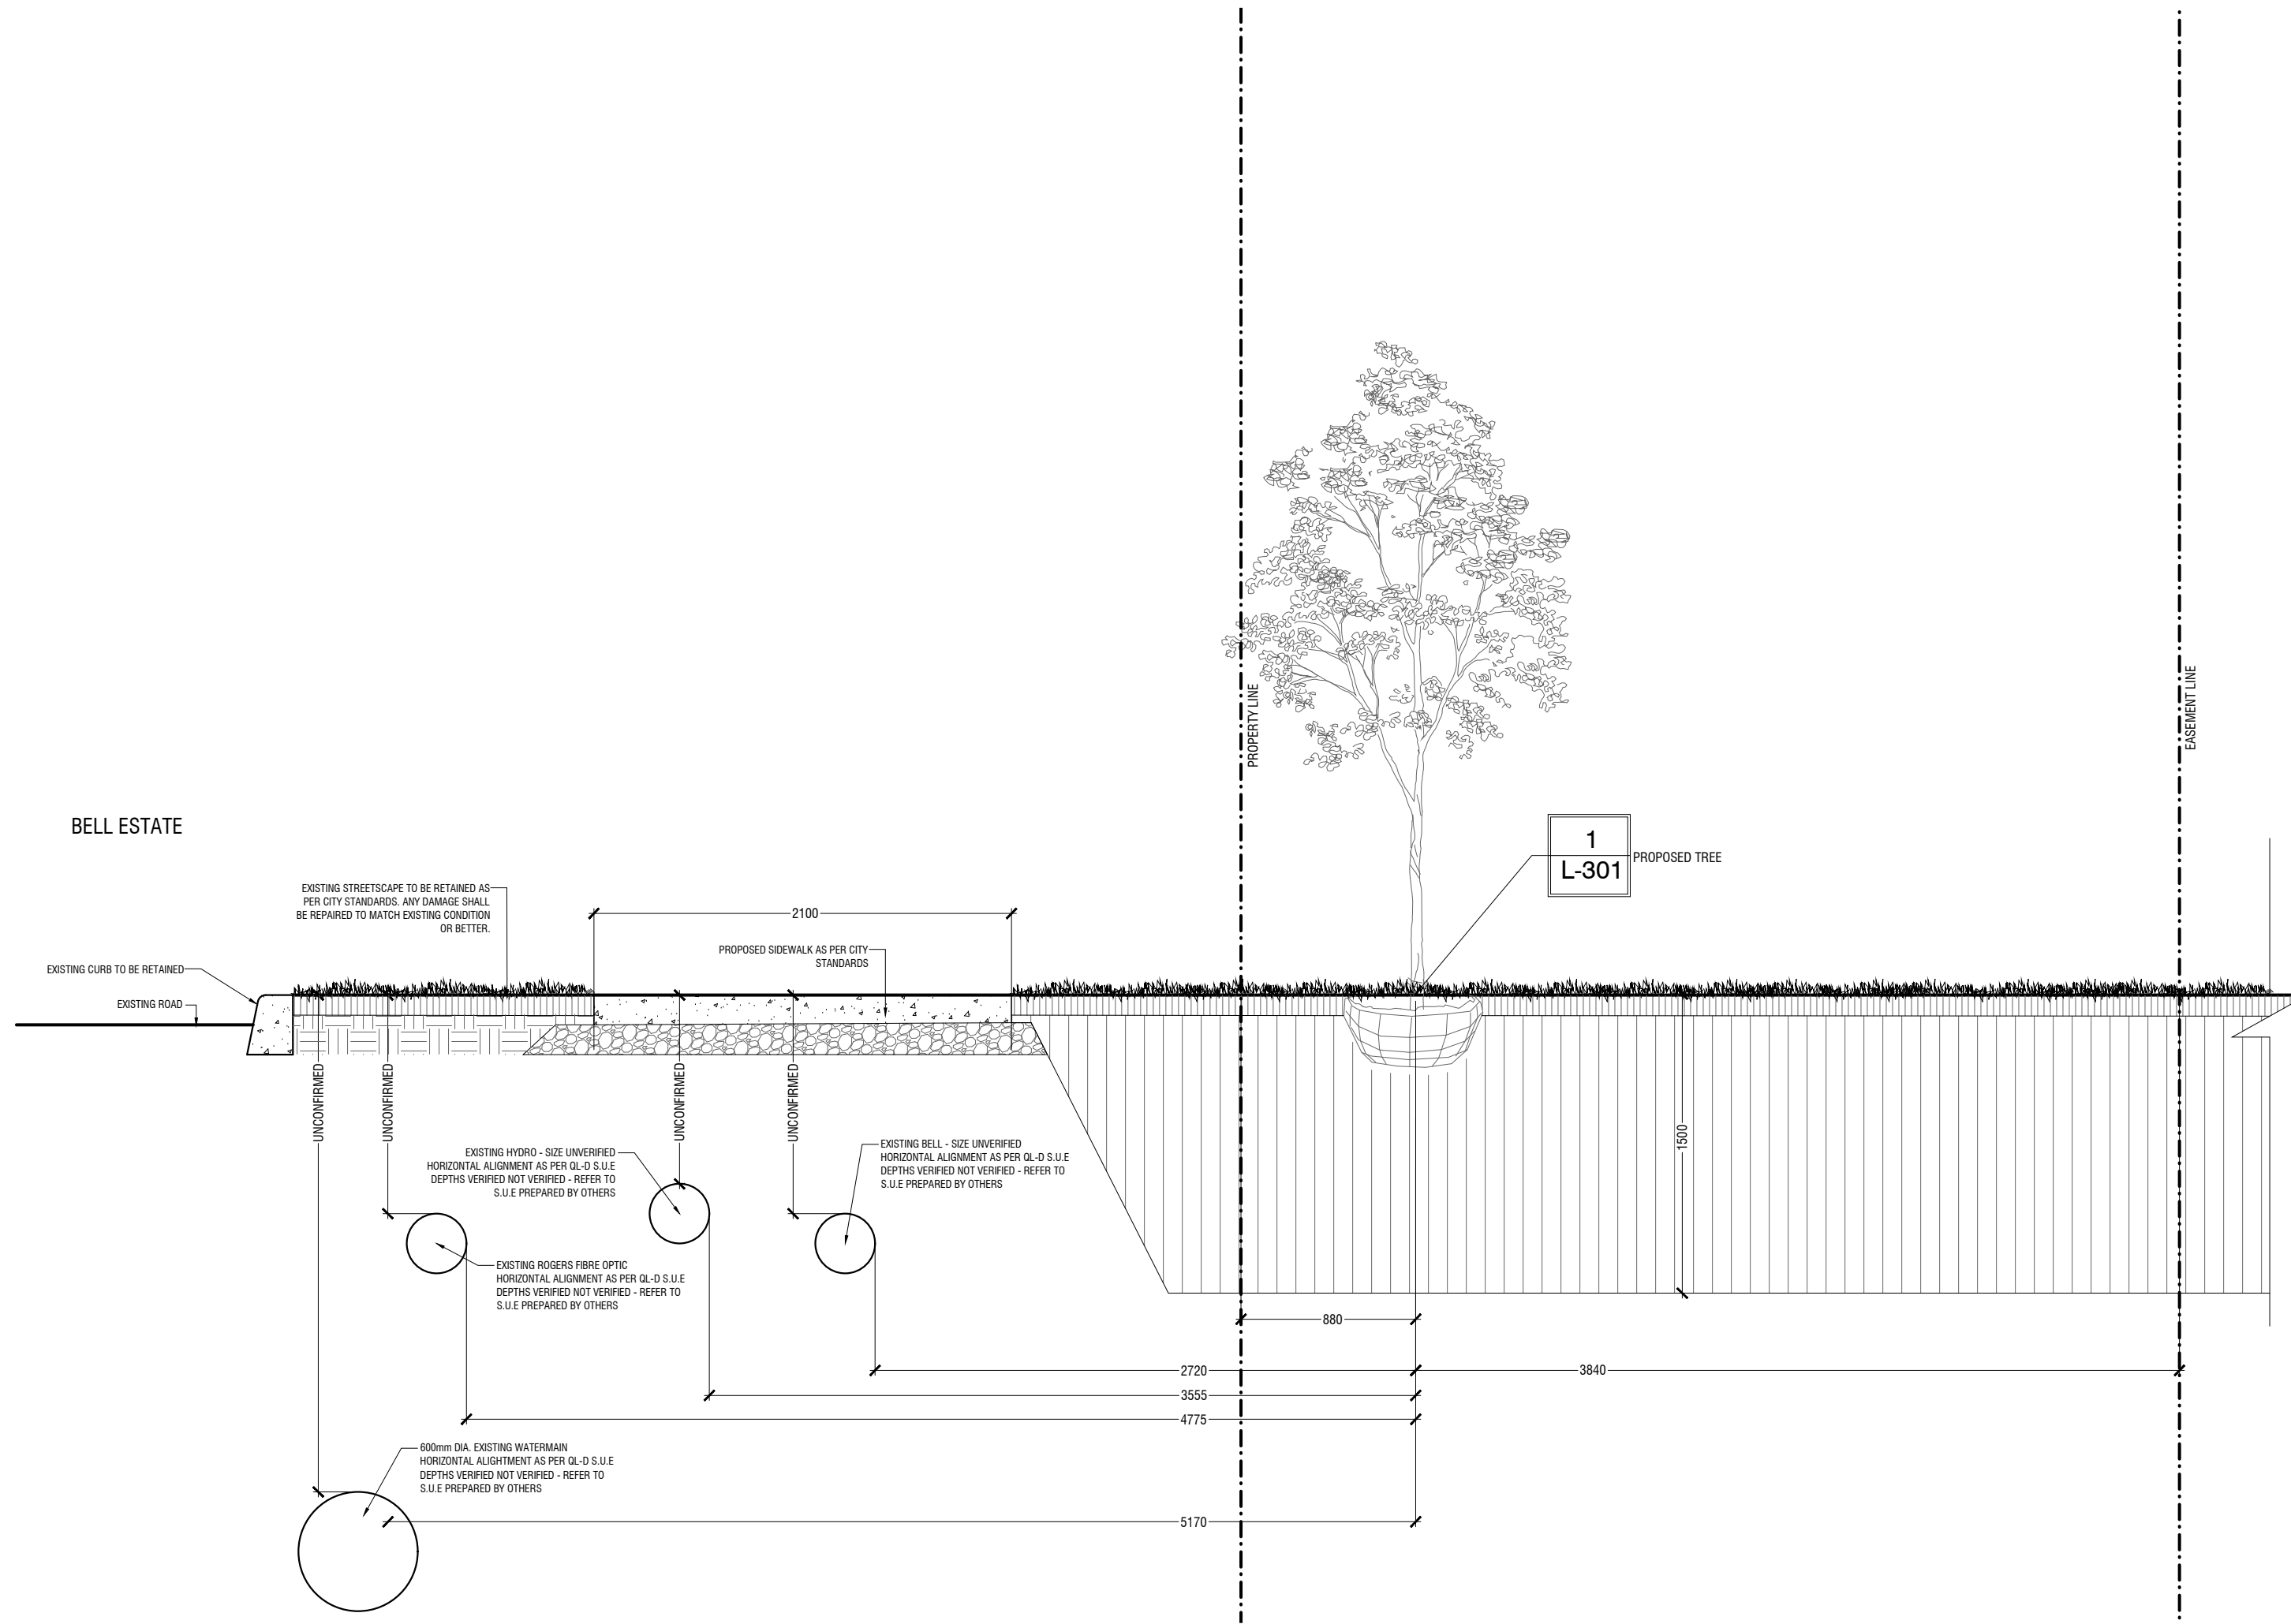 PROPERTY LINE
EASEMENT LINE
BELL ESTATE
1
L-301
PROPOSED TREE
EXISTING STREETSCAPE TO BE RETAINED AS
PER CITY STANDARDS. ANY DAMAGE SHALL
BE REPAIRED TO MATCH EXISTING CONDITION
OR BETTER.
2100
PROPOSED SIDEWALK AS PER CITY
STANDARDS
EXISTING CURB TO BE RETAINED
EXISTING ROAD
UNCONFIRMED
UNCONFIRMED
UNCONFIRMED
UNCONFIRMED
EXISTING HYDRO - SIZE UNVERIFIED
HORIZONTAL ALIGNMENT AS PER QL-D S.U.E
DEPTHS VERIFIED NOT VERIFIED - REFER TO
S.U.E PREPARED BY OTHERS
EXISTING BELL - SIZE UNVERIFIED
HORIZONTAL ALIGNMENT AS PER QL-D S.U.E
DEPTHS VERIFIED NOT VERIFIED - REFER TO
S.U.E PREPARED BY OTHERS
1500
EXISTING ROGERS FIBRE OPTIC
HORIZONTAL ALIGNMENT AS PER QL-D S.U.E
DEPTHS VERIFIED NOT VERIFIED - REFER TO
S.U.E PREPARED BY OTHERS
880
2720
3840
3555
4775
600mm DIA. EXISTING WATERMAIN
HORIZONTAL ALIGHTMENT AS PER QL-D S.U.E
DEPTHS VERIFIED NOT VERIFIED - REFER TO
S.U.E PREPARED BY OTHERS
5170